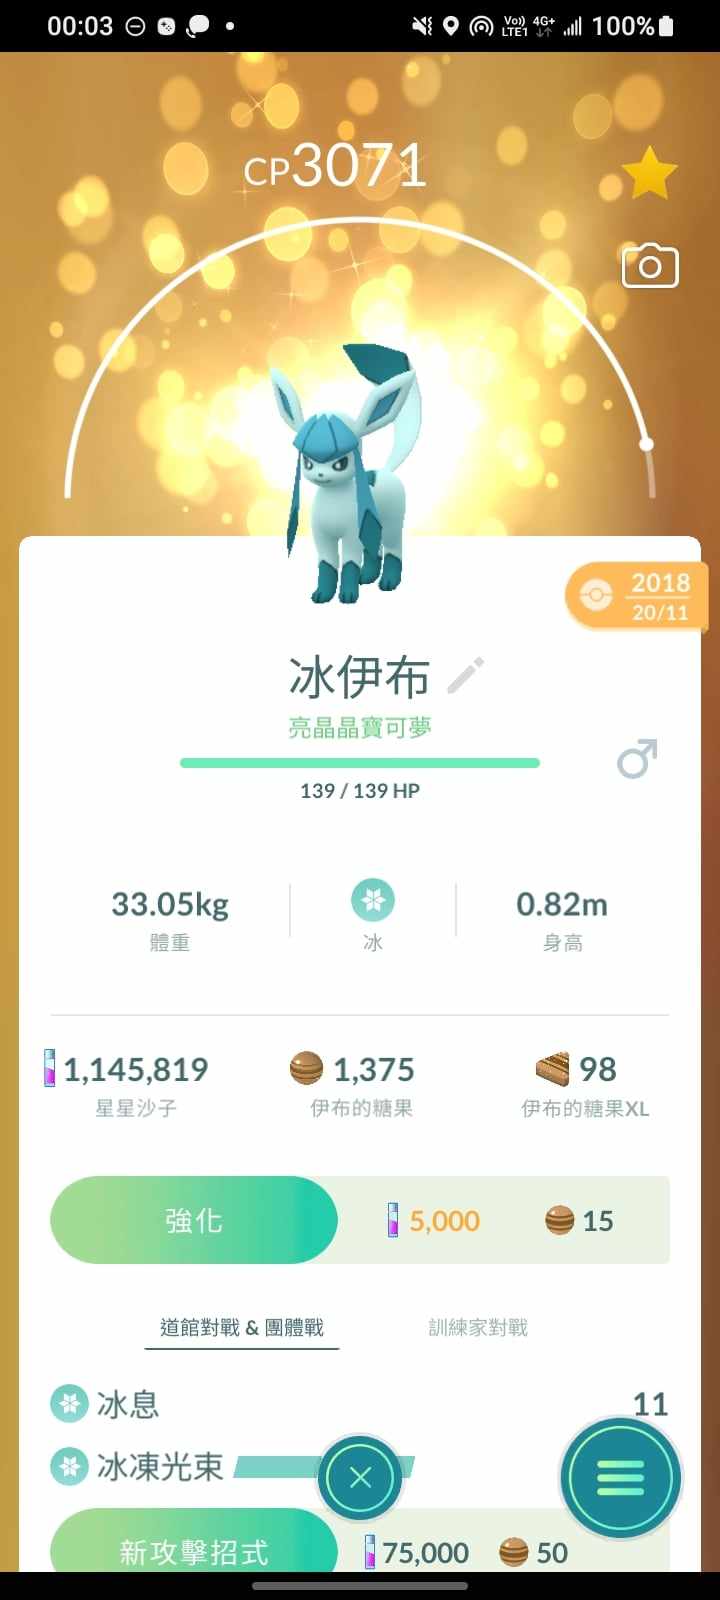 00:03 Vo)) LTE1 4G+ 100%
CP3071
2018
20/11
冰伊布
亮晶晶寶可夢
139 / 139 HP
33.05kg 0.82m
體重 冰 身高
1,145,819 1,375 98
星星沙子 伊布的糖果 伊布的糖果XL
強化 5,000 15
道館對戰 & 團體戰 訓練家對戰
冰息 11
冰凍光束
新攻擊招式 75,000 50